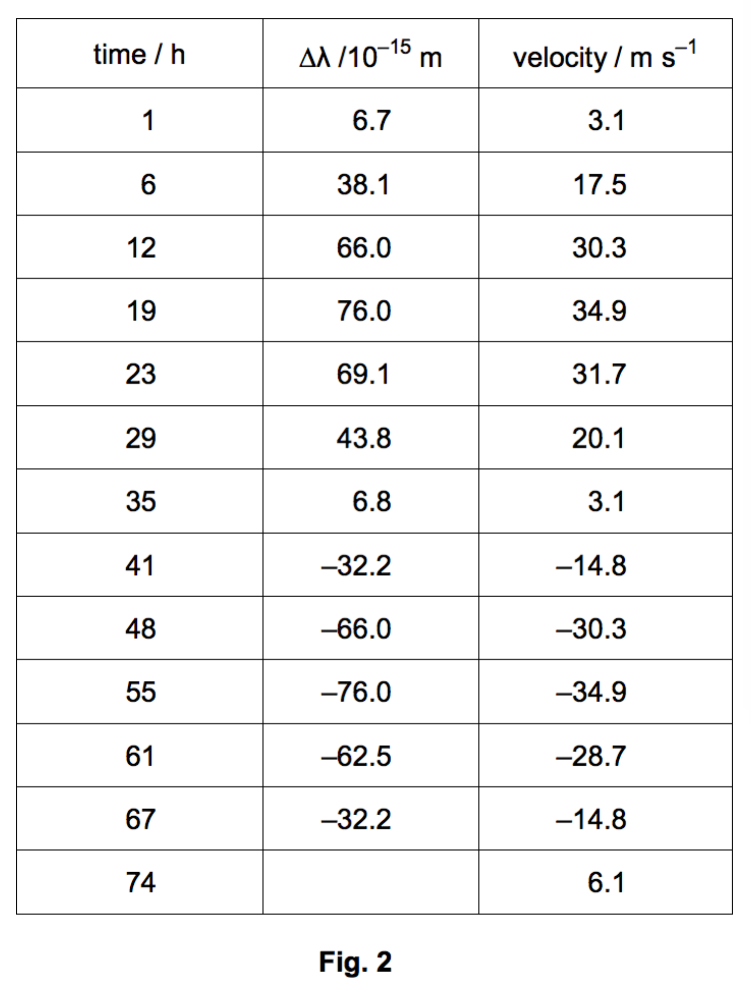 time / h Δλ /10⁻¹⁵ m velocity / m s⁻¹
1 6.7 3.1
6 38.1 17.5
12 66.0 30.3
19 76.0 34.9
23 69.1 31.7
29 43.8 20.1
35 6.8 3.1
41 –32.2 –14.8
48 –66.0 –30.3
55 –76.0 –34.9
61 –62.5 –28.7
67 –32.2 –14.8
74 6.1
Fig. 2